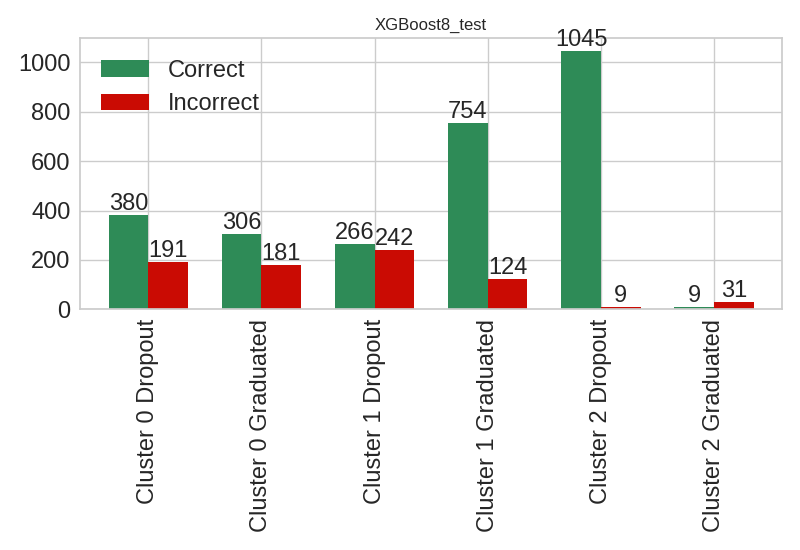 XGBoost8_test
Correct
Incorrect
1000
800
600
400
200
0
380
191
306
181
266
242
754
124
1045
9
9
31
Cluster 0 Dropout
Cluster 0 Graduated
Cluster 1 Dropout
Cluster 1 Graduated
Cluster 2 Dropout
Cluster 2 Graduated